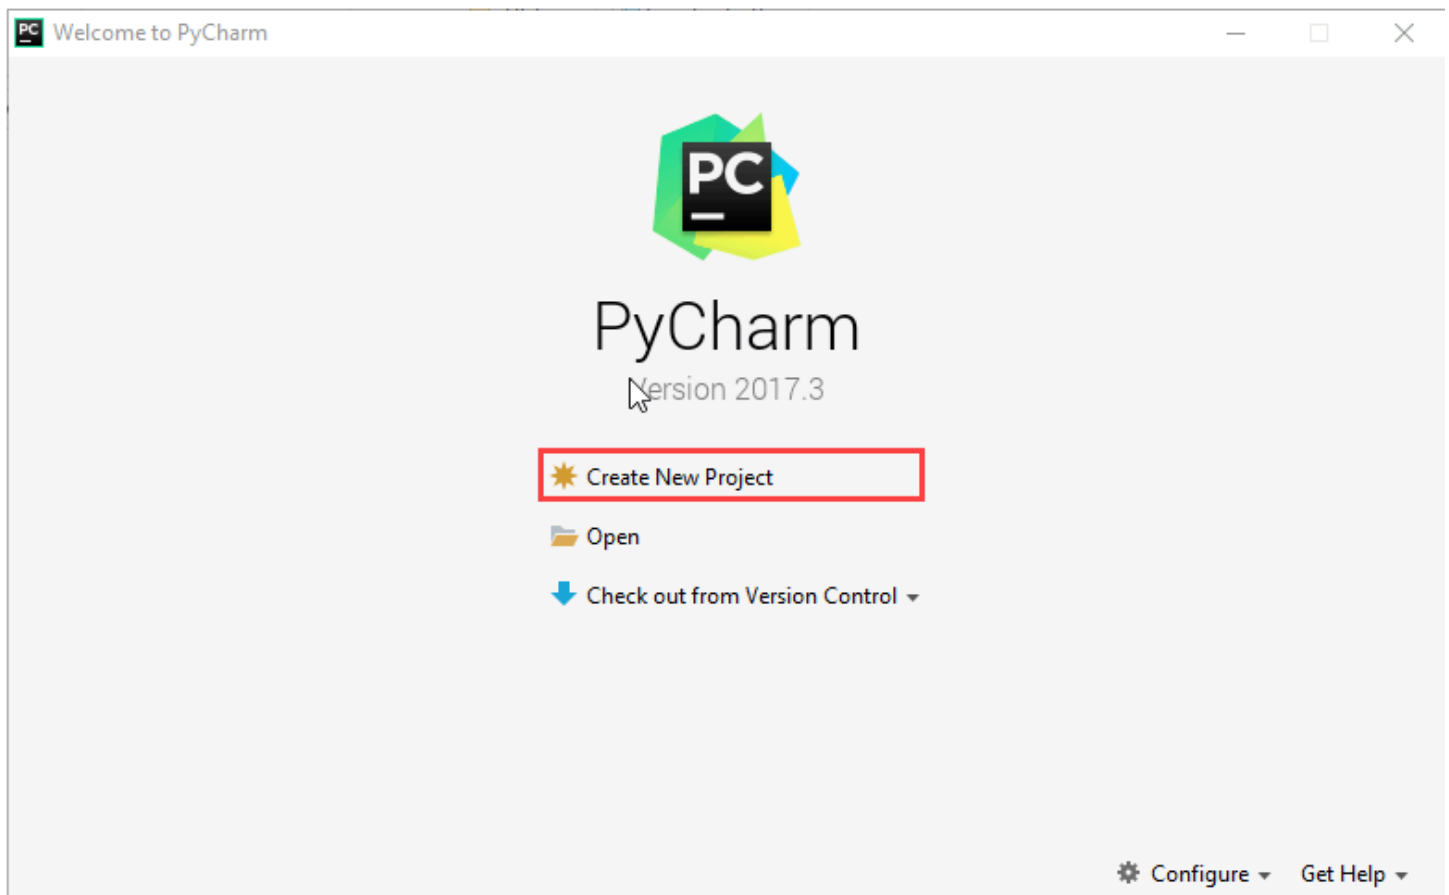 PC Welcome to PyCharm
PC
PyCharm
Version 2017.3
Create New Project
Open
Check out from Version Control
Configure Get Help